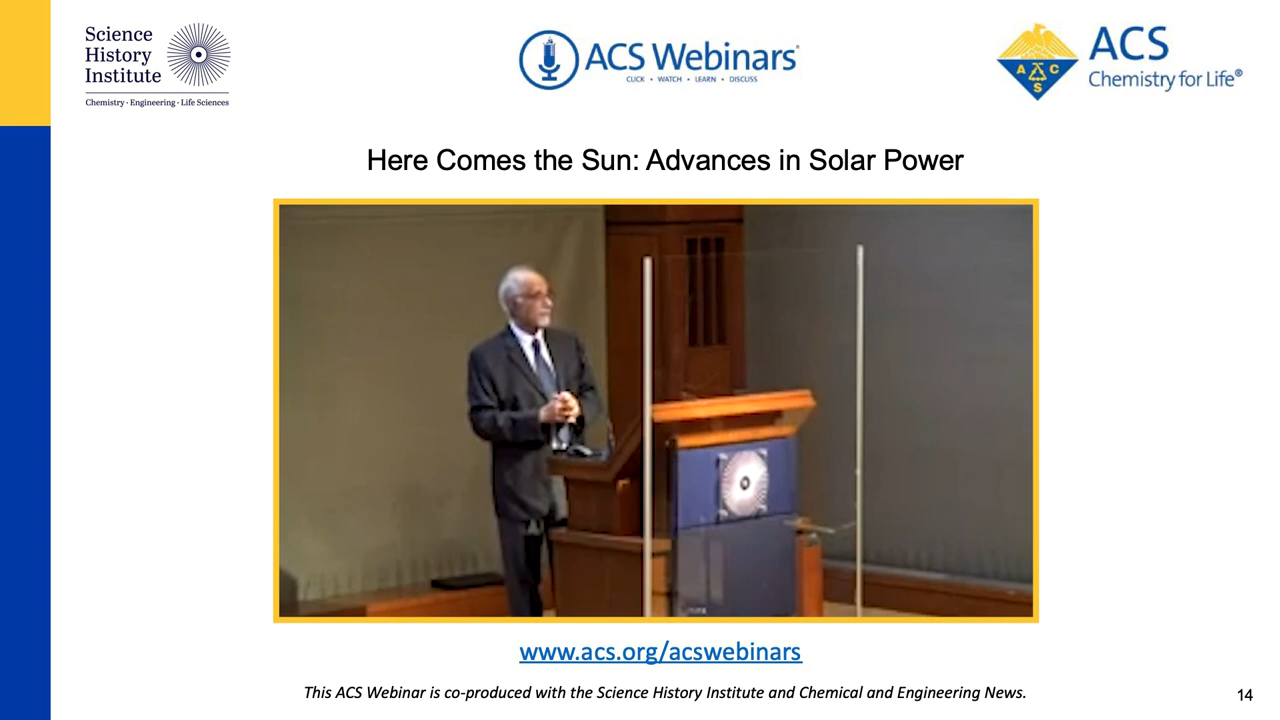 Science
History
Institute
Chemistry · Engineering · Life Sciences
ACS Webinars®
CLICK • WATCH • LEARN • DISCUSS
A C S
ACS
Chemistry for Life®
Here Comes the Sun: Advances in Solar Power
www.acs.org/acswebinars
This ACS Webinar is co-produced with the Science History Institute and Chemical and Engineering News.
14